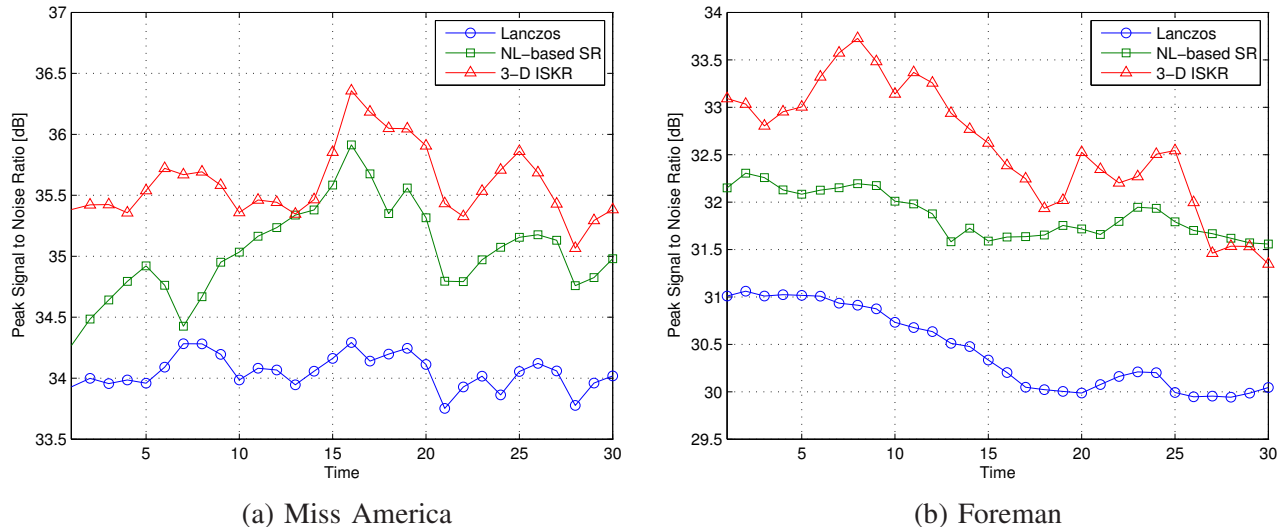 37
36.5
36
35.5
35
34.5
34
33.5
Peak Signal to Noise Ratio [dB]
5 10 15 20 25 30
Time
Lanczos
NL−based SR
3−D ISKR
(a) Miss America
34
33.5
33
32.5
32
31.5
31
30.5
30
29.5
Peak Signal to Noise Ratio [dB]
5 10 15 20 25 30
Time
Lanczos
NL−based SR
3−D ISKR
(b) Foreman